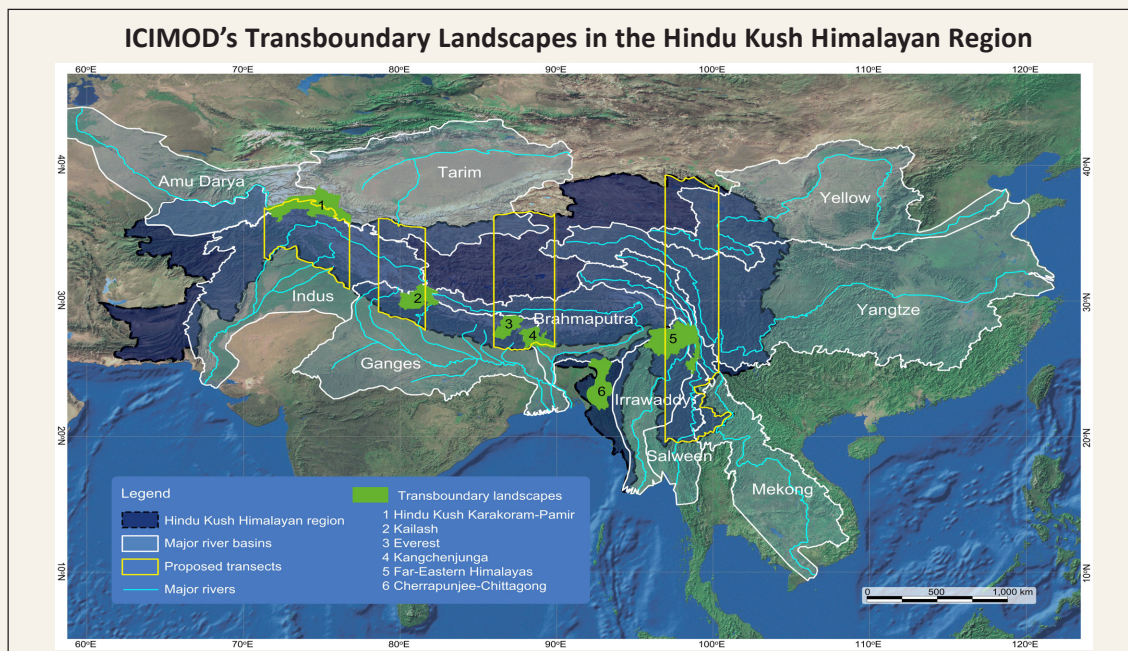 ICIMOD's Transboundary Landscapes in the Hindu Kush Himalayan Region
60°E 70°E 80°E 90°E 100°E 110°E 120°E
40°N 40°N
Amu Darya
Tarim
Yellow
1
30°N 30°N
Indus
2
Brahmaputra
Yangtze
3
4
5
Ganges
6
Irrawaddy
20°N 20°N
Salween
Mekong
Legend
Hindu Kush Himalayan region
Major river basins
Proposed transects
Major rivers
Transboundary landscapes
1 Hindu Kush Karakoram-Pamir
2 Kailash
3 Everest
4 Kangchenjunga
5 Far-Eastern Himalayas
6 Cherrapunjee-Chittagong
10°N 10°N
0 500 1,000 km
60°E 70°E 80°E 90°E 100°E 110°E 120°E